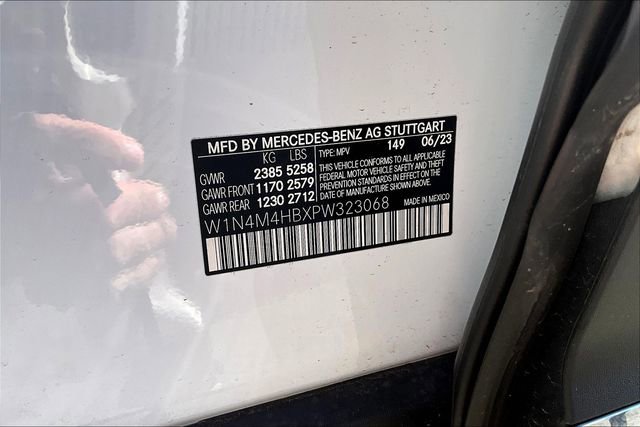 MFD BY MERCEDES-BENZ AG STUTTGART
KG LBS
GVWR 2385 5258
GAWR FRONT 1170 2579
GAWR REAR 1230 2712
TYPE: MPV 149 06/23
THIS VEHICLE CONFORMS TO ALL APPLICABLE
FEDERAL MOTOR VEHICLE SAFETY AND THEFT
PREVENTION STANDARDS IN EFFECT ON THE
DATE OF MANUFACTURE SHOWN ABOVE.
W1N4M4HBXPW323068
MADE IN MEXICO